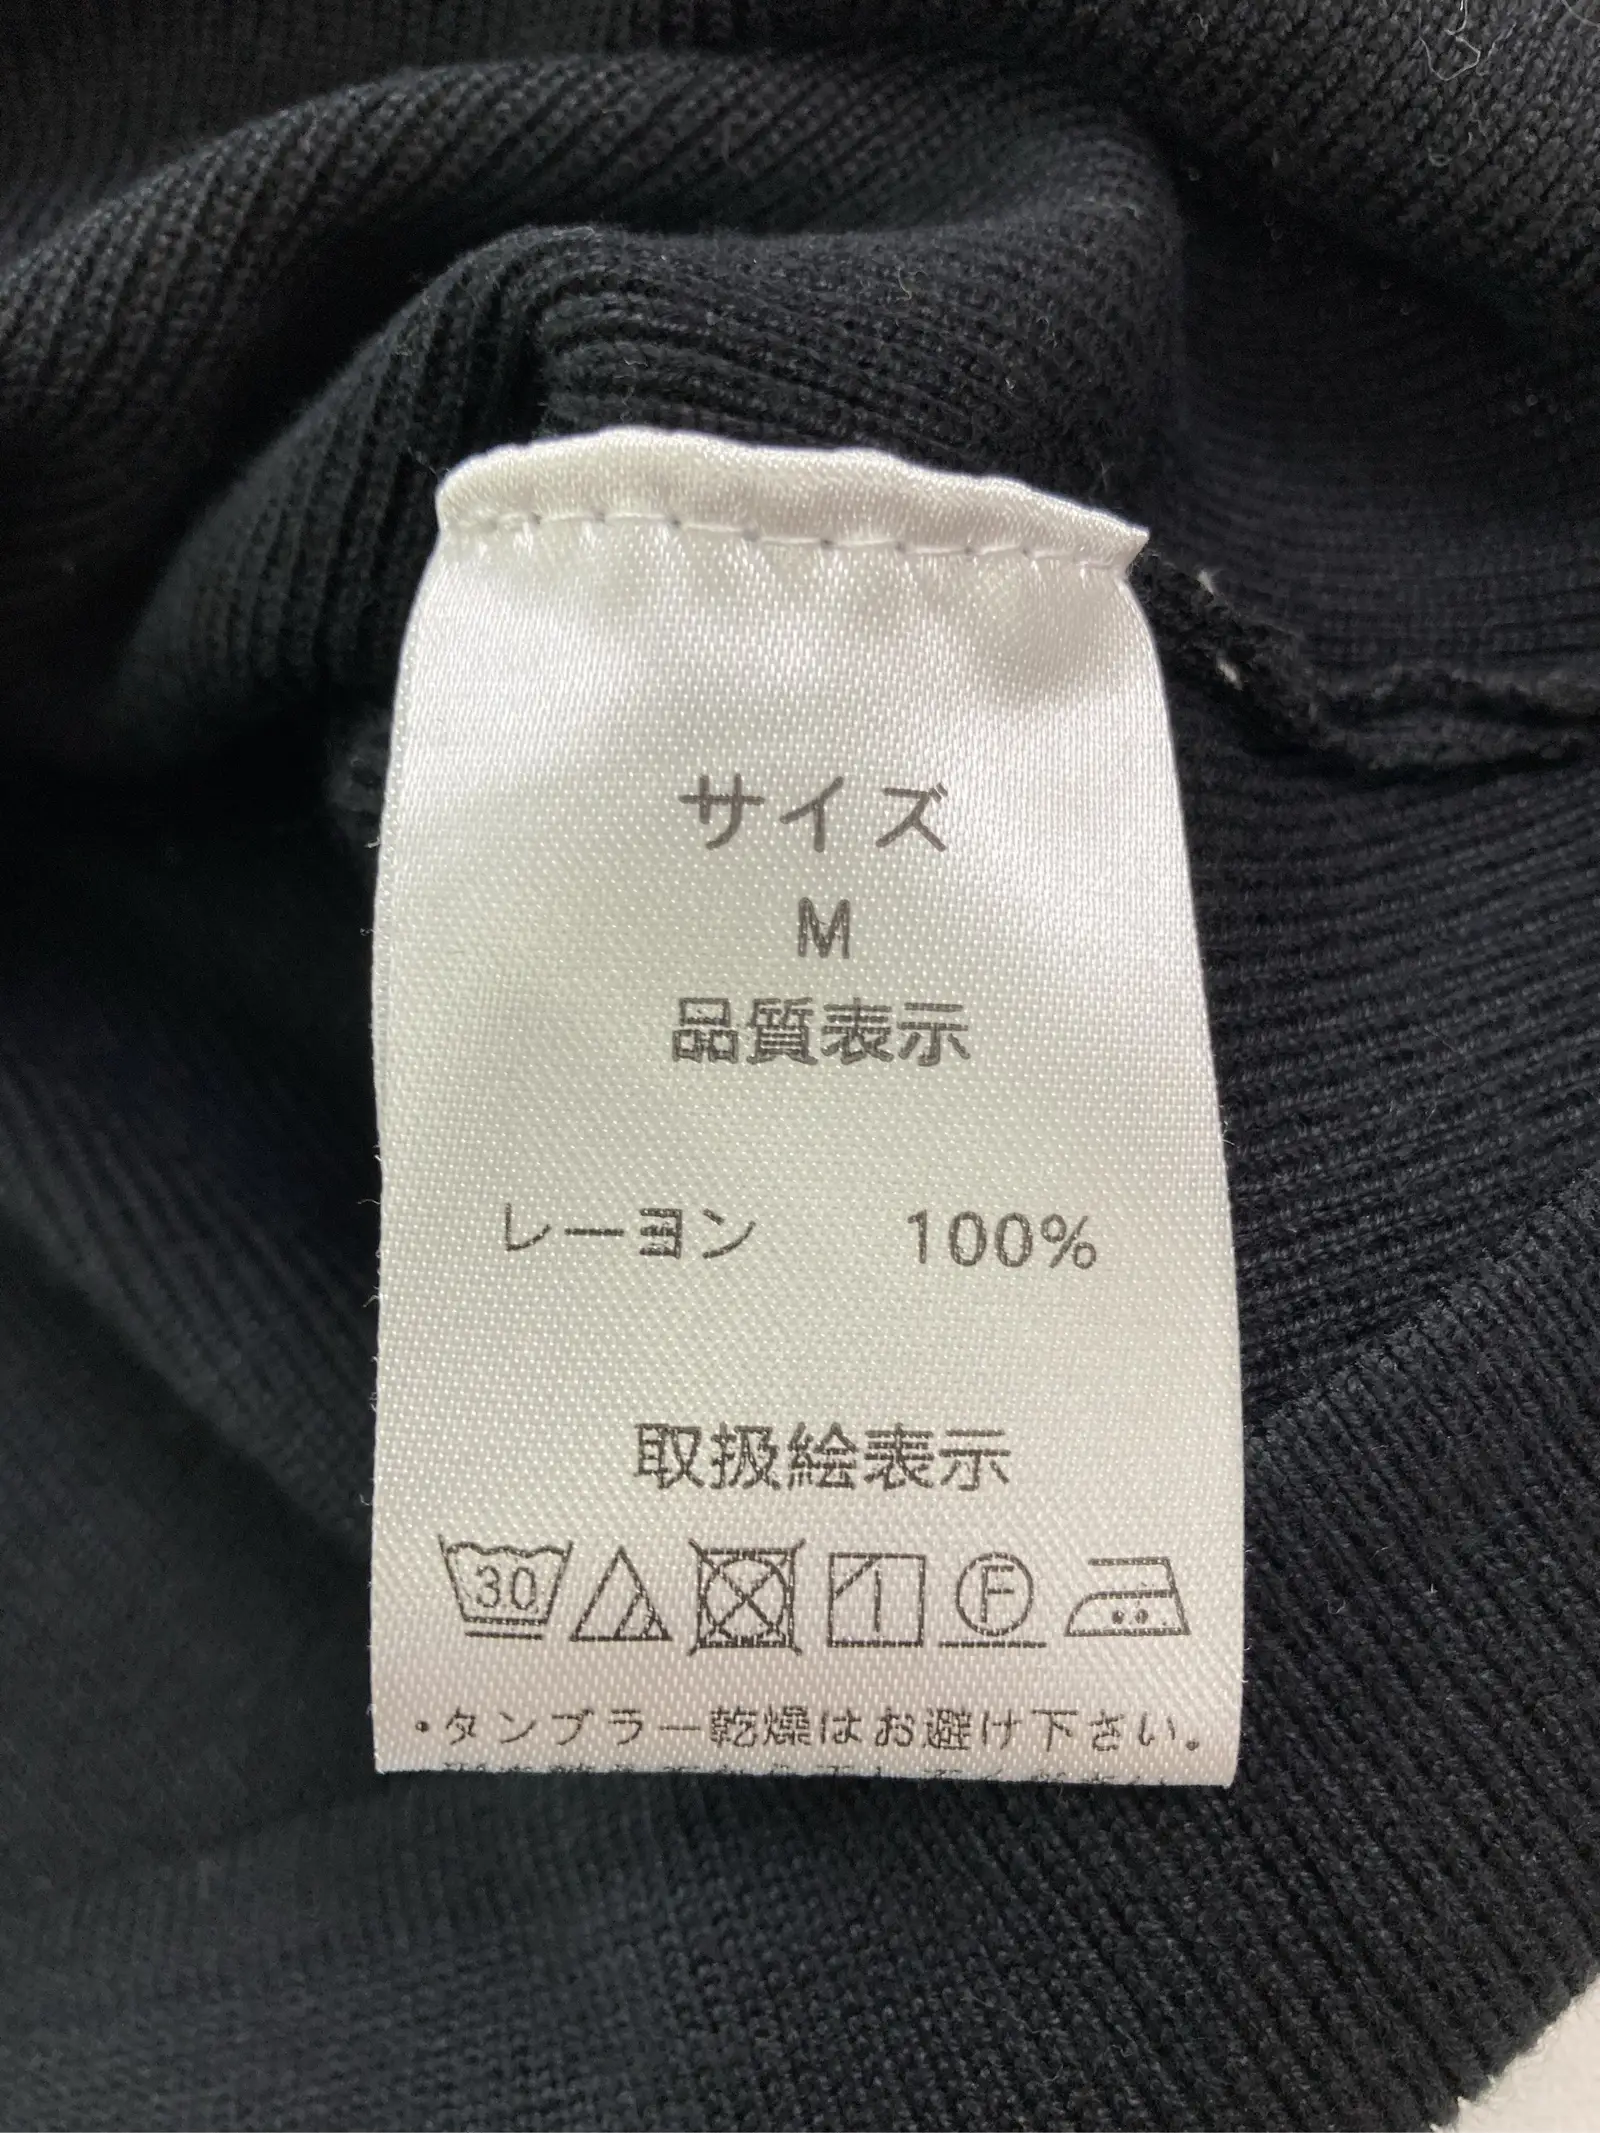 サイズ
M
品質表示
レーヨン 100%
取扱絵表示
30 F
・タンブラー乾燥はお避け下さい。